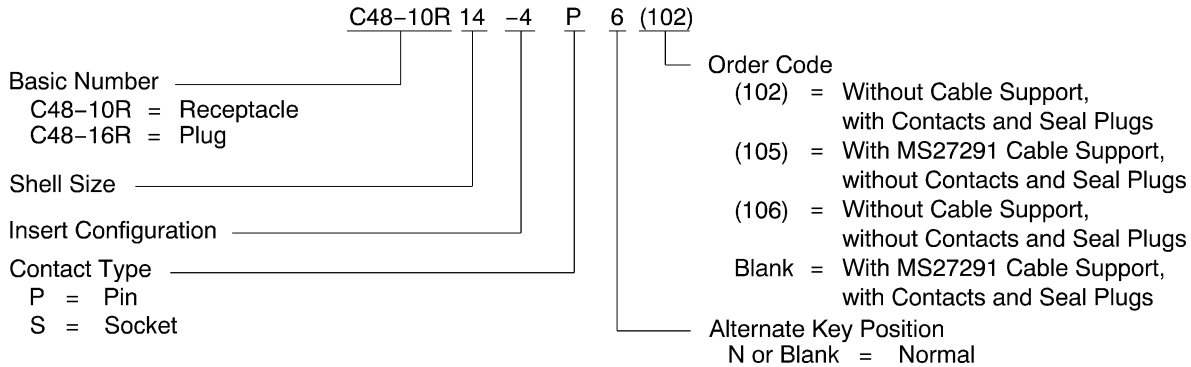 C48–10R 14 –4 P 6 (102)
Basic Number
C48–10R = Receptacle
C48–16R = Plug
Shell Size
Insert Configuration
Contact Type
P = Pin
S = Socket
Order Code
(102) = Without Cable Support,
with Contacts and Seal Plugs
(105) = With MS27291 Cable Support,
without Contacts and Seal Plugs
(106) = Without Cable Support,
without Contacts and Seal Plugs
Blank = With MS27291 Cable Support,
with Contacts and Seal Plugs
Alternate Key Position
N or Blank = Normal